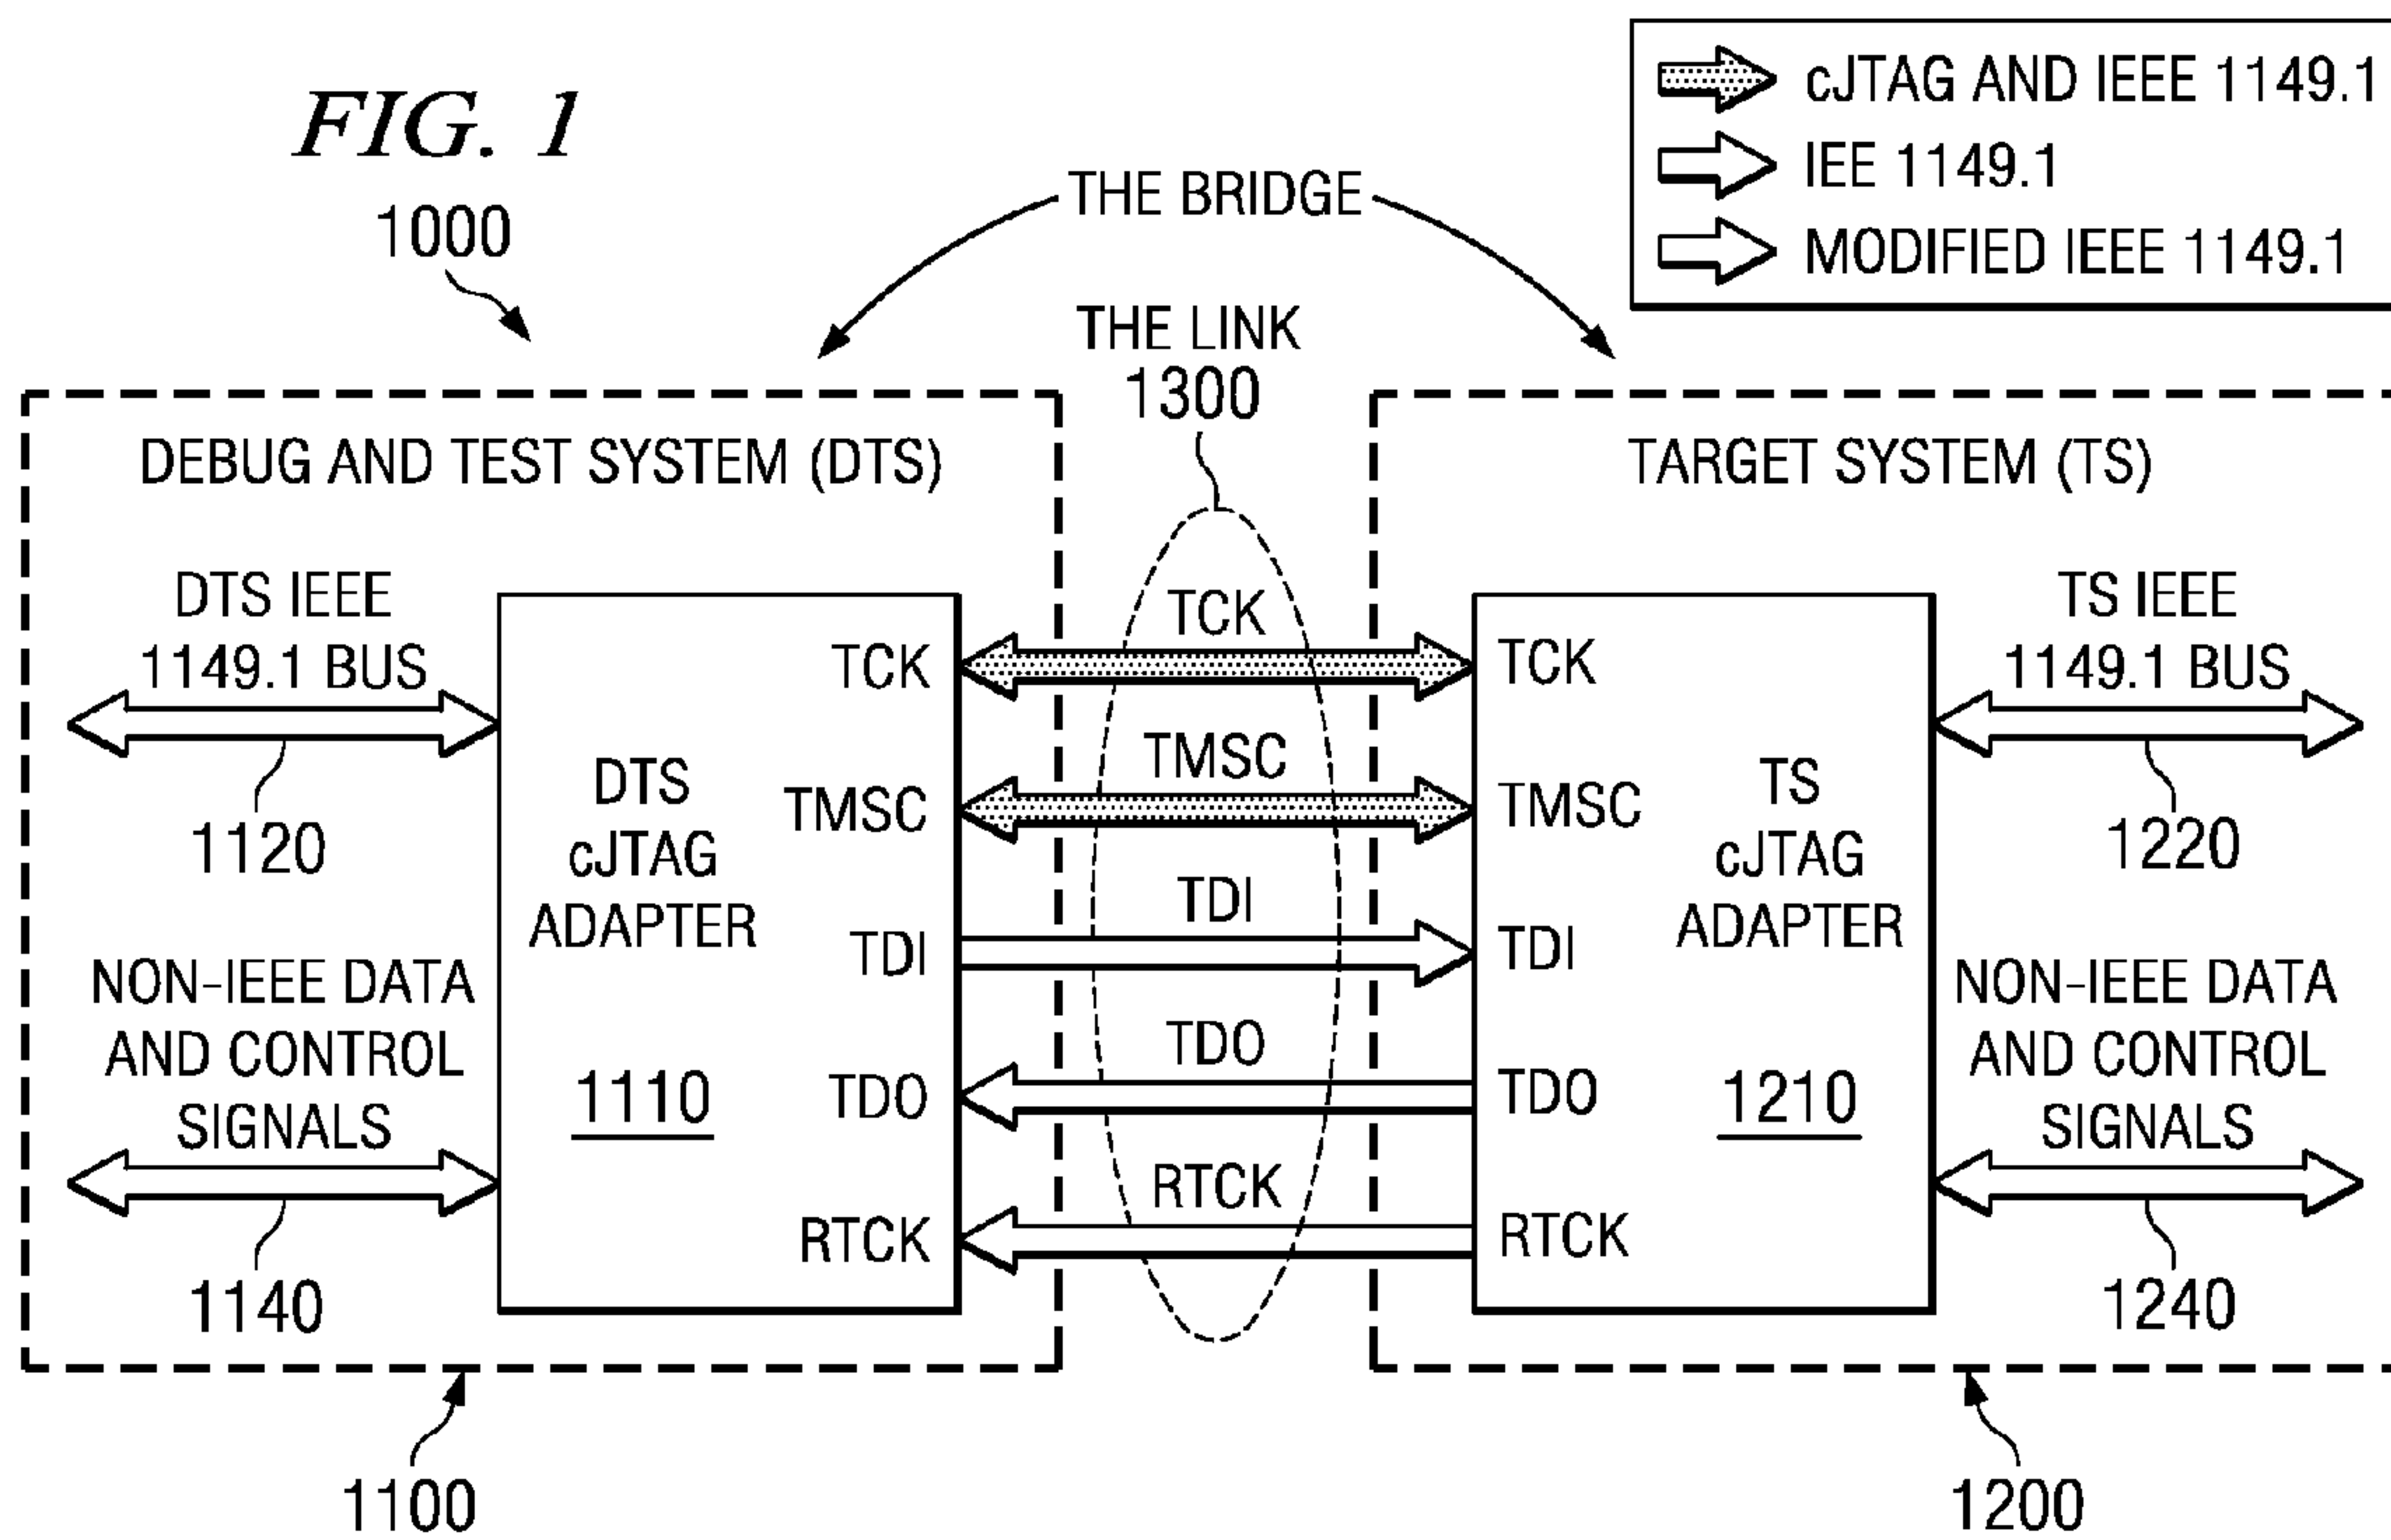 FIG. 1
1000
cJTAG AND IEEE 1149.1
IEE 1149.1
MODIFIED IEEE 1149.1
THE BRIDGE
THE LINK
1300
DEBUG AND TEST SYSTEM (DTS)
DTS IEEE
1149.1 BUS
1120
NON-IEEE DATA
AND CONTROL
SIGNALS
1140
DTS
cJTAG
ADAPTER
1110
TCK
TMSC
TDI
TDO
RTCK
TCK
TMSC
TDI
TDO
RTCK
TARGET SYSTEM (TS)
TCK
TMSC
TDI
TDO
RTCK
TS
cJTAG
ADAPTER
1210
TS IEEE
1149.1 BUS
1220
NON-IEEE DATA
AND CONTROL
SIGNALS
1240
1100
1200